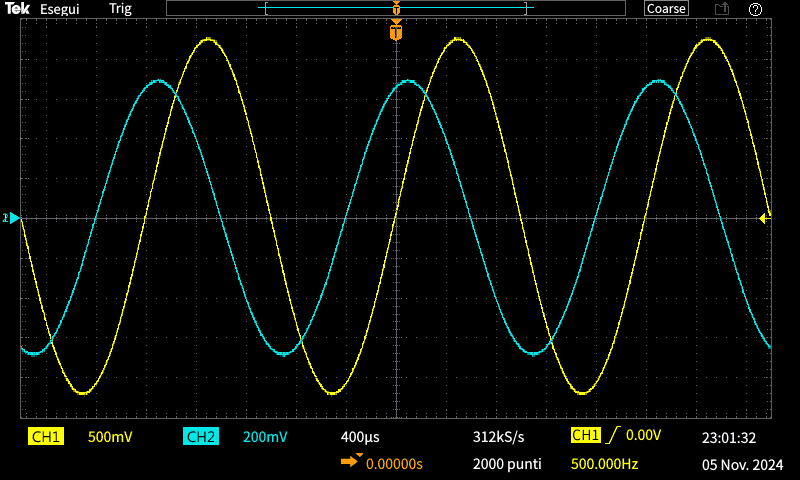 Tek Esegui Trig Coarse ?
T
T
2
CH1 500mV CH2 200mV 400µs 312kS/s CH1 0.00V 23:01:32
0.00000s 2000 punti 500.000Hz 05 Nov. 2024